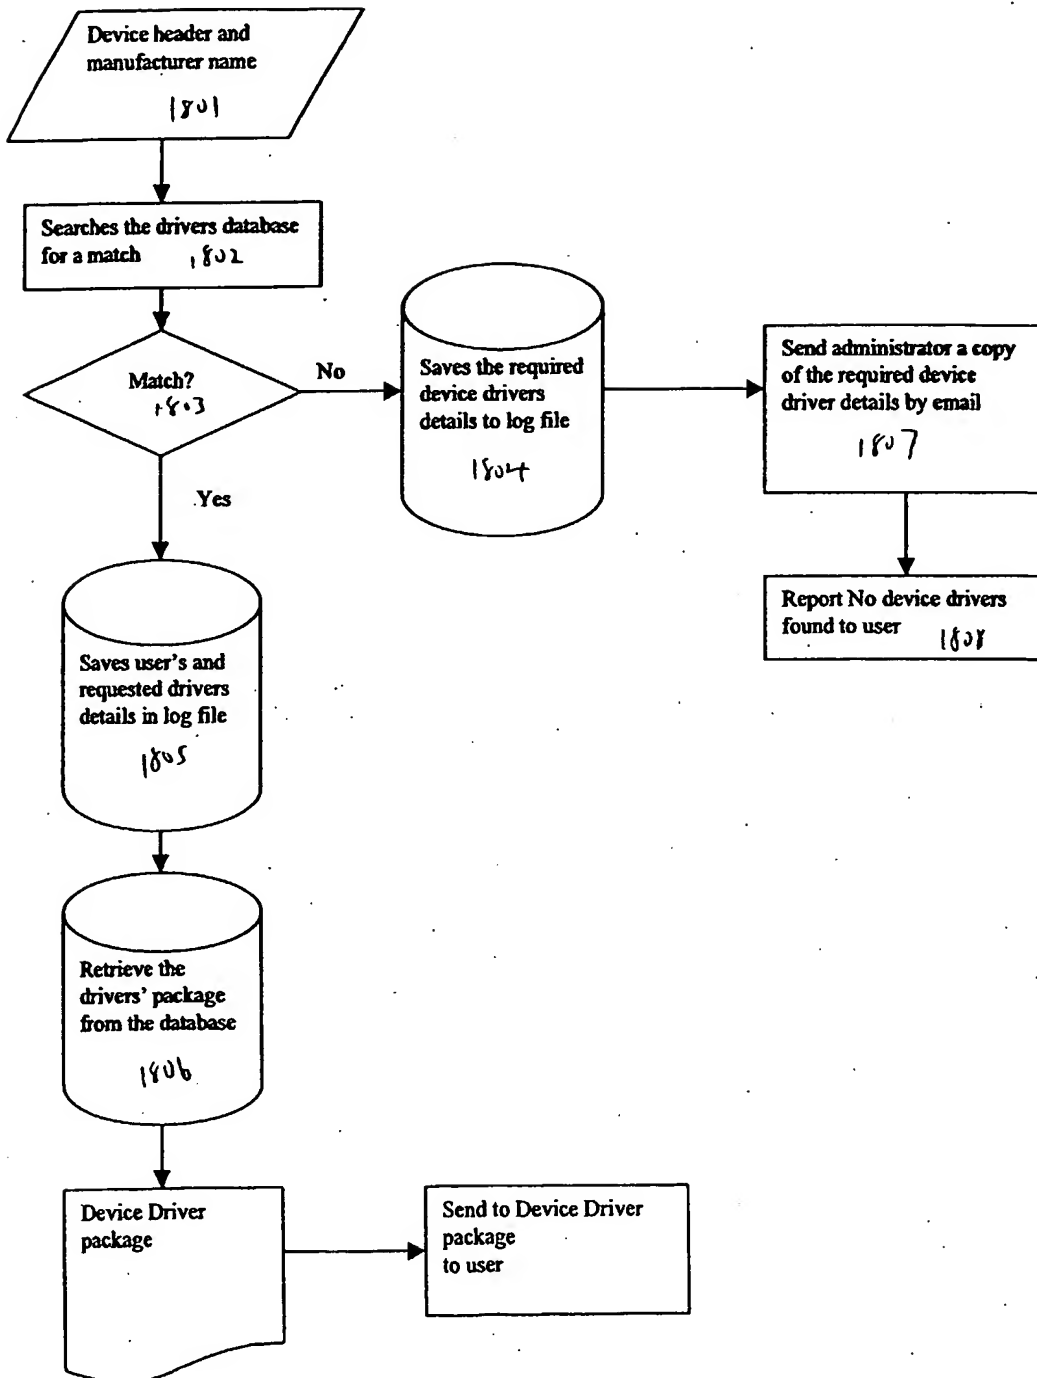 Device header and
manufacturer name
1801
Searches the drivers database
for a match 1802
Match?
1803
No
Saves the required
device drivers
details to log file
1804
Send administrator a copy
of the required device
driver details by email
1807
Yes
Report No device drivers
found to user 1808
Saves user's and
requested drivers
details in log file
1805
Retrieve the
drivers' package
from the database
1806
Device Driver
package
Send to Device Driver
package
to user